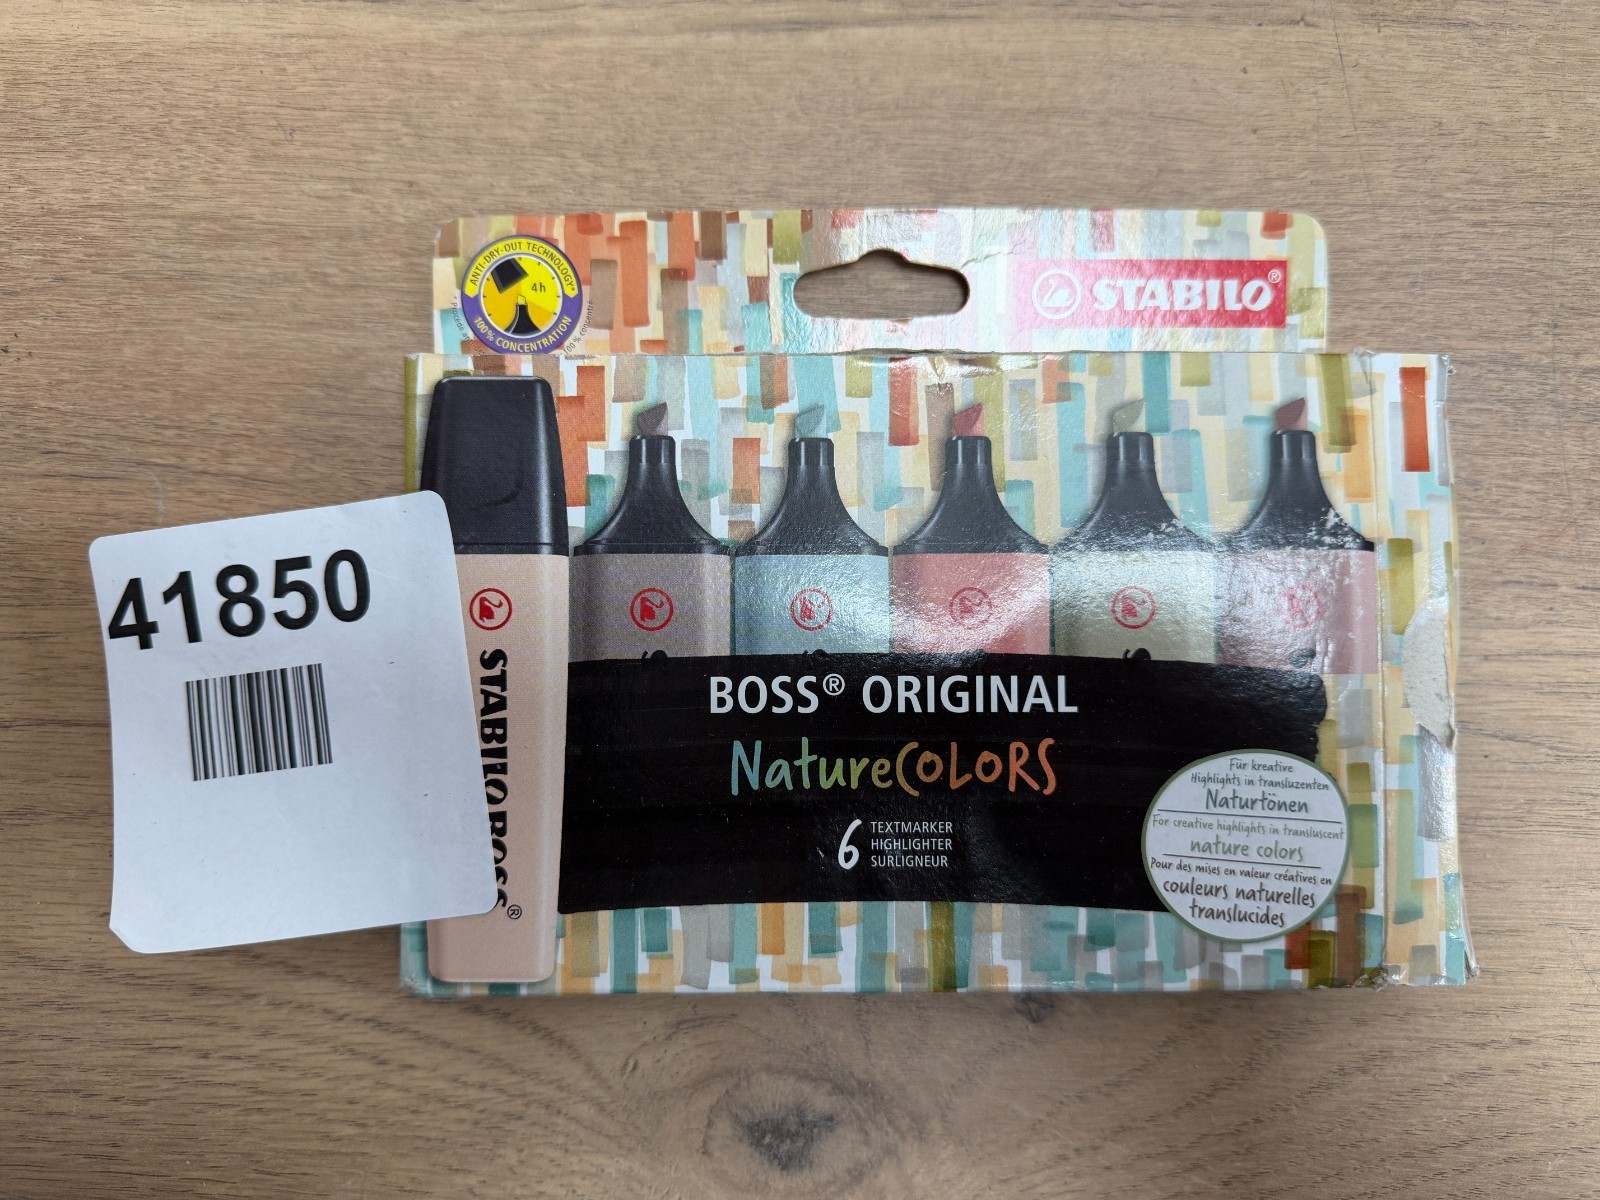 ANTI-DRY-OUT TECHNOLOGY*
4h
100% CONCENTRATION
STABILO®
41850
STABILO BOSS®
BOSS® ORIGINAL
NatureCOLORS
6 TEXTMARKER
HIGHLIGHTER
SURLIGNEUR
Für kreative
Highlights in transluzenten
Naturtönen
For creative highlights in transluscent
nature colors
Pour des mises en valeur créatives en
couleurs naturelles
translucides